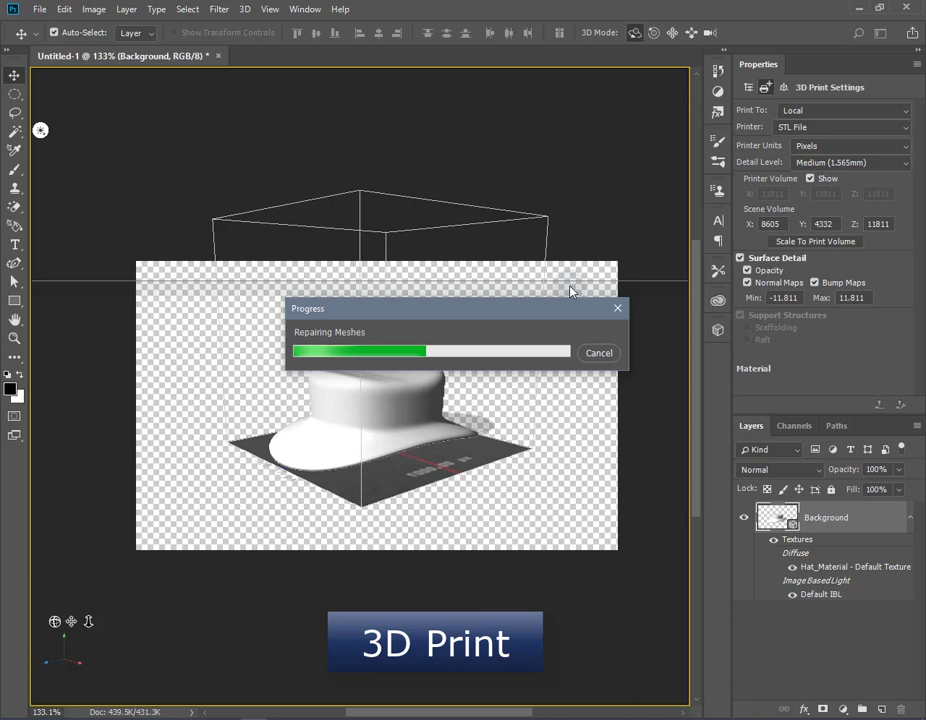 Ps File Edit Image Layer Type Select Filter 3D View Window Help
Auto-Select: Layer Show Transform Controls 3D Mode:
Untitled-1 @ 133% (Background, RGB/8) * ×
Properties
3D Print Settings
Print To: Local
Printer: STL File
Printer Units Pixels
Detail Level: Medium (1.565mm)
Printer Volume Show
X: 11811 Y: 11811 Z: 11811
Scene Volume
X: 8605 Y: 4332 Z: 11811
Scale To Print Volume
Surface Detail
Opacity
Normal Maps Bump Maps
Min: -11.811 Max: 11.811
Support Structures
Scaffolding
Raft
Material
Progress
Repairing Meshes
Cancel
Layers Channels Paths
Kind
Normal Opacity: 100%
Lock: Fill: 100%
Background
Textures
Diffuse
Hat_Material - Default Texture
Image Based Light
Default IBL
3D Print
133.1% Doc: 439.5K/431.3K